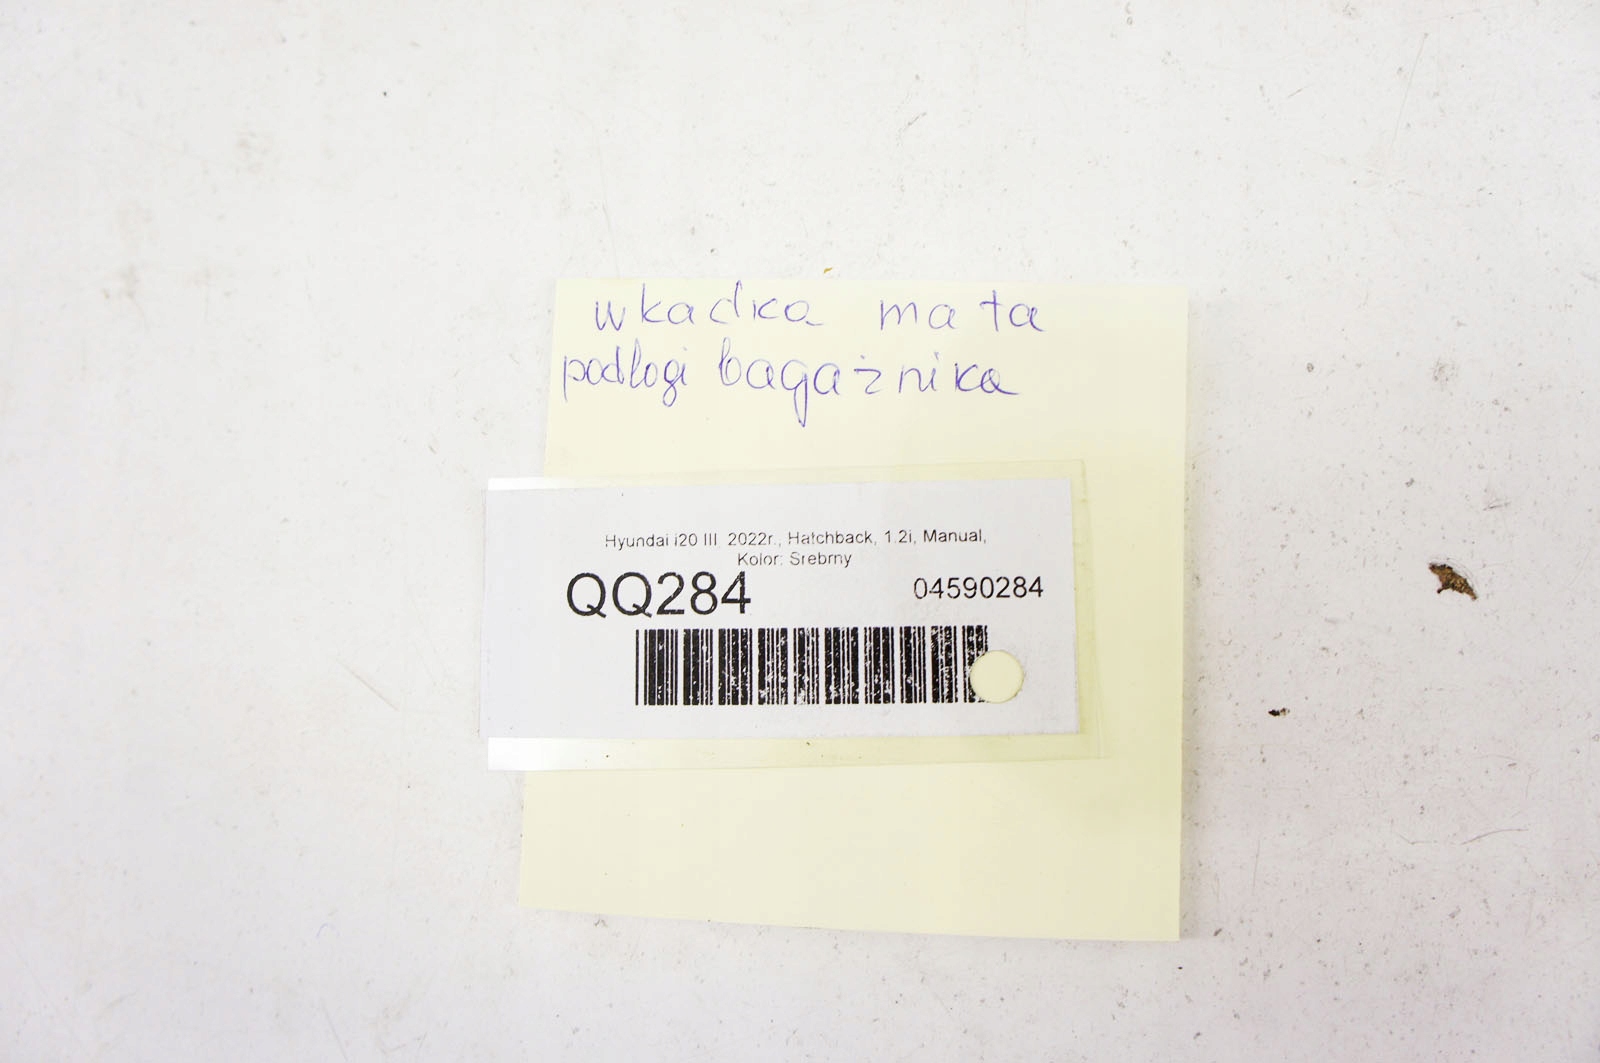 wkadka mata
podłogi bagażnika
Hyundai i20 III, 2022r., Hatchback, 1.2i, Manual,
Kolor: Srebrny
QQ284 04590284